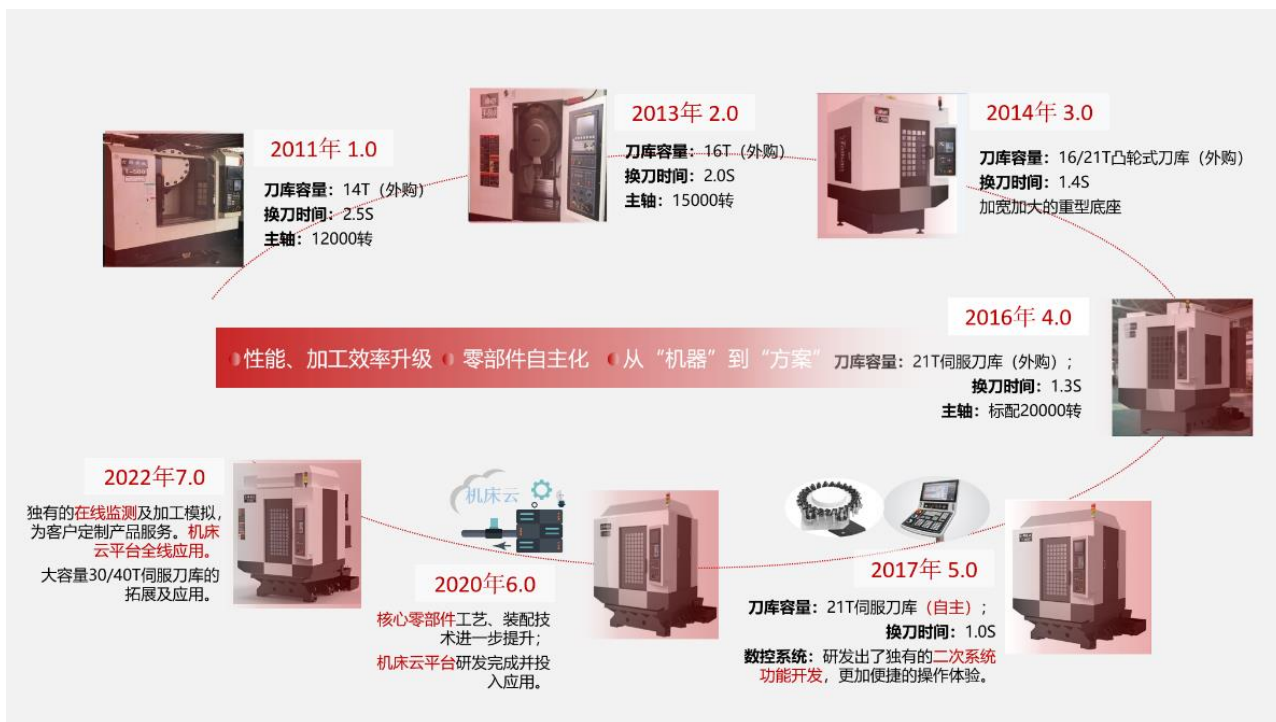 2011年 1.0
刀库容量：14T（外购）
换刀时间：2.5S
主轴：12000转
2013年 2.0
刀库容量：16T（外购）
换刀时间：2.0S
主轴：15000转
2014年 3.0
刀库容量：16/21T凸轮式刀库（外购）
换刀时间：1.4S
加宽加大的重型底座
2016年 4.0
刀库容量：21T伺服刀库（外购）;
换刀时间：1.3S
主轴：标配20000转
性能、加工效率升级 零部件自主化 从“机器”到“方案”
2017年 5.0
刀库容量：21T伺服刀库（自主）;
换刀时间：1.0S
数控系统：研发出了独有的二次系统
功能开发，更加便捷的操作体验。
机床云
2020年6.0
核心零部件工艺、装配技
术进一步提升；
机床云平台研发完成并投
入应用。
2022年7.0
独有的在线监测及加工模拟，
为客户定制产品服务。机床
云平台全线应用。
大容量30/40T伺服刀库的
拓展及应用。